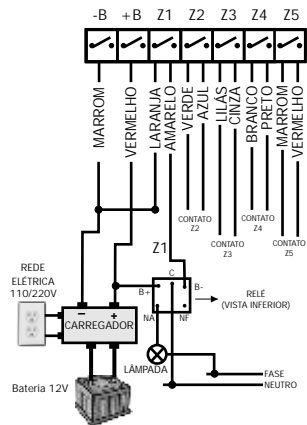 -B +B Z1 Z2 Z3 Z4 Z5
MARROM
VERMELHO
LARANJA
AMARELO
VERDE
AZUL
LILÁS
CINZA
BRANCO
PRETO
MARROM
VERMELHO
CONTATO
Z2
CONTATO
Z3
CONTATO
Z4
CONTATO
Z5
Z1
REDE
ELÉTRICA
110/220V
C
B+
B-
RELÉ
(VISTA INFERIOR)
- +
CARREGADOR
NA
NF
LÂMPADA
FASE
NEUTRO
Bateria 12V